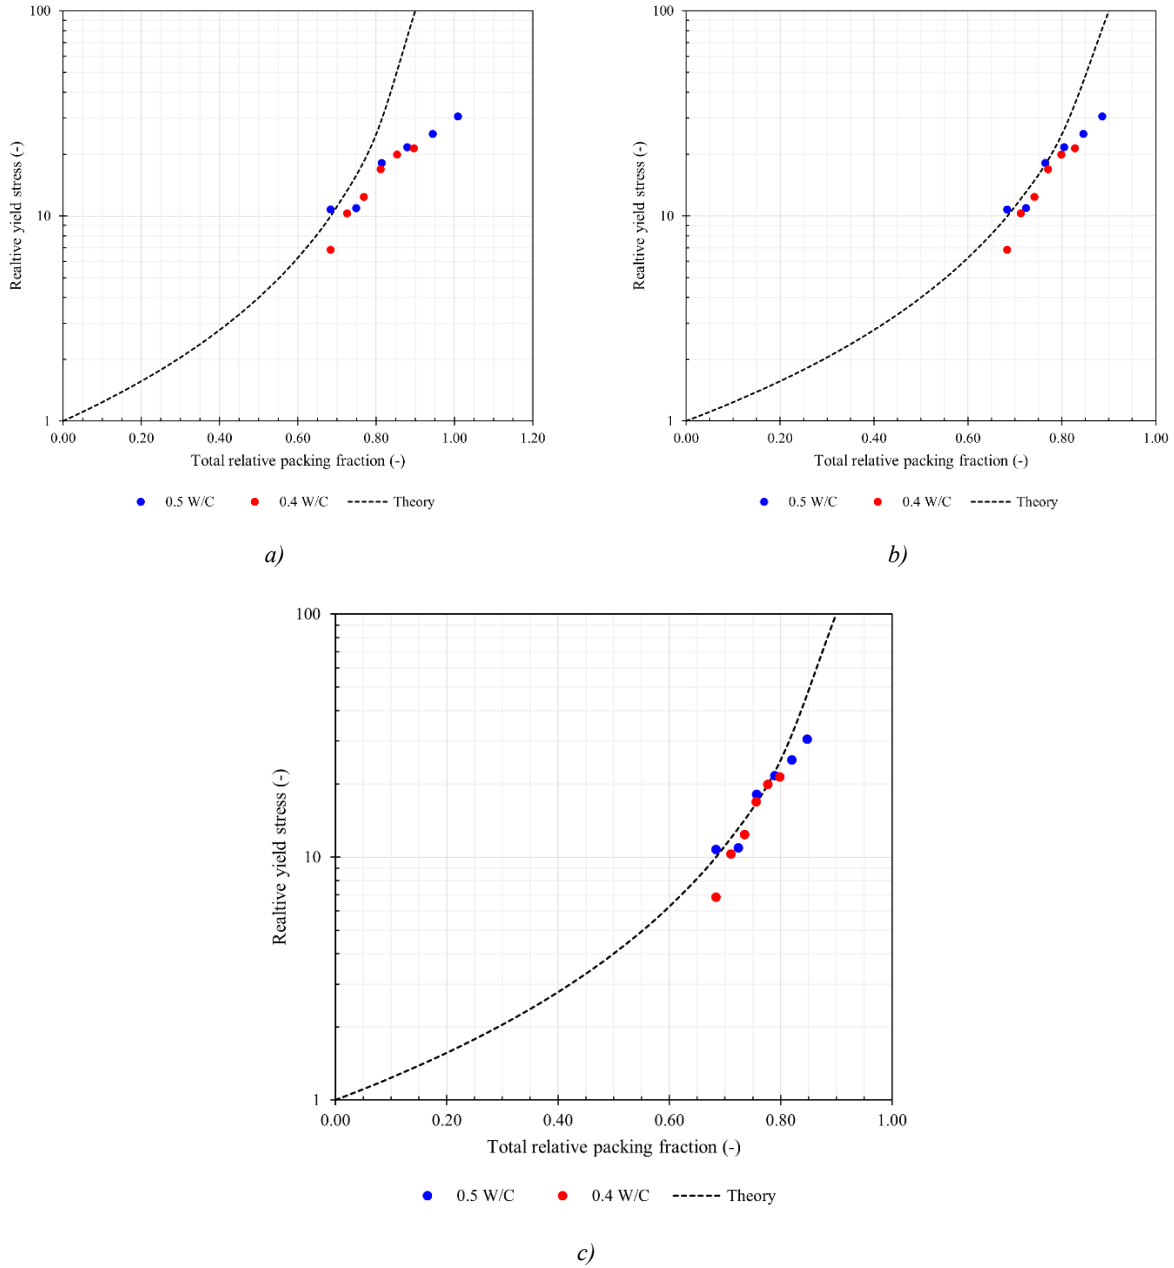 100
10
1
Realtive yield stress (-)
0.00 0.20 0.40 0.60 0.80 1.00 1.20
Total relative packing fraction (-)
0.5 W/C 0.4 W/C Theory
a)
100
10
1
Realtive yield stress (-)
0.00 0.20 0.40 0.60 0.80 1.00
Total relative packing fraction (-)
0.5 W/C 0.4 W/C Theory
b)
100
10
1
Realtive yield stress (-)
0.00 0.20 0.40 0.60 0.80 1.00
Total relative packing fraction (-)
0.5 W/C 0.4 W/C Theory
c)